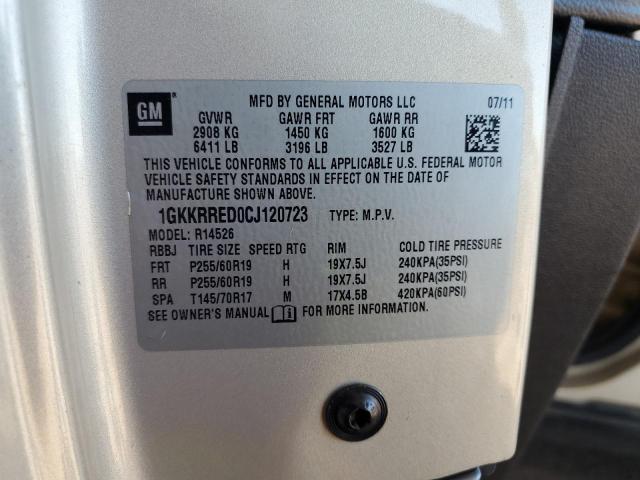 GM
MFD BY GENERAL MOTORS LLC 07/11
GVWR GAWR FRT GAWR RR
2908 KG 1450 KG 1600 KG
6411 LB 3196 LB 3527 LB
THIS VEHICLE CONFORMS TO ALL APPLICABLE U.S. FEDERAL MOTOR
VEHICLE SAFETY STANDARDS IN EFFECT ON THE DATE OF
MANUFACTURE SHOWN ABOVE.
1GKKRRED0CJ120723 TYPE: M.P.V.
MODEL: R14526
RBBJ TIRE SIZE SPEED RTG RIM COLD TIRE PRESSURE
FRT P255/60R19 H 19X7.5J 240KPA(35PSI)
RR P255/60R19 H 19X7.5J 240KPA(35PSI)
SPA T145/70R17 M 17X4.5B 420KPA(60PSI)
SEE OWNER'S MANUAL FOR MORE INFORMATION.